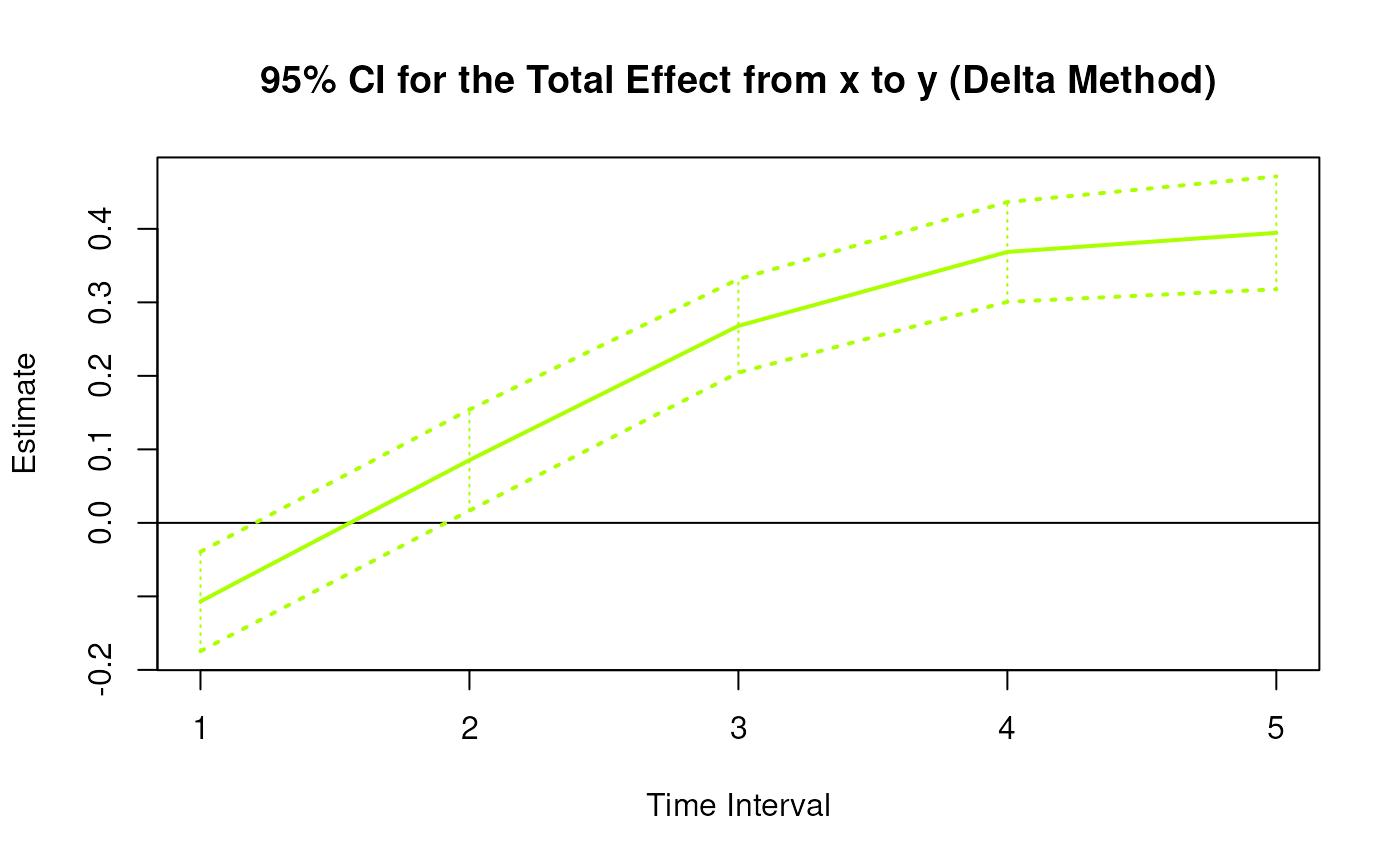 95% CI for the Total Effect from x to y (Delta Method)
Estimate
0.4
0.3
0.2
0.1
0.0
-0.2
1 2 3 4 5
Time Interval